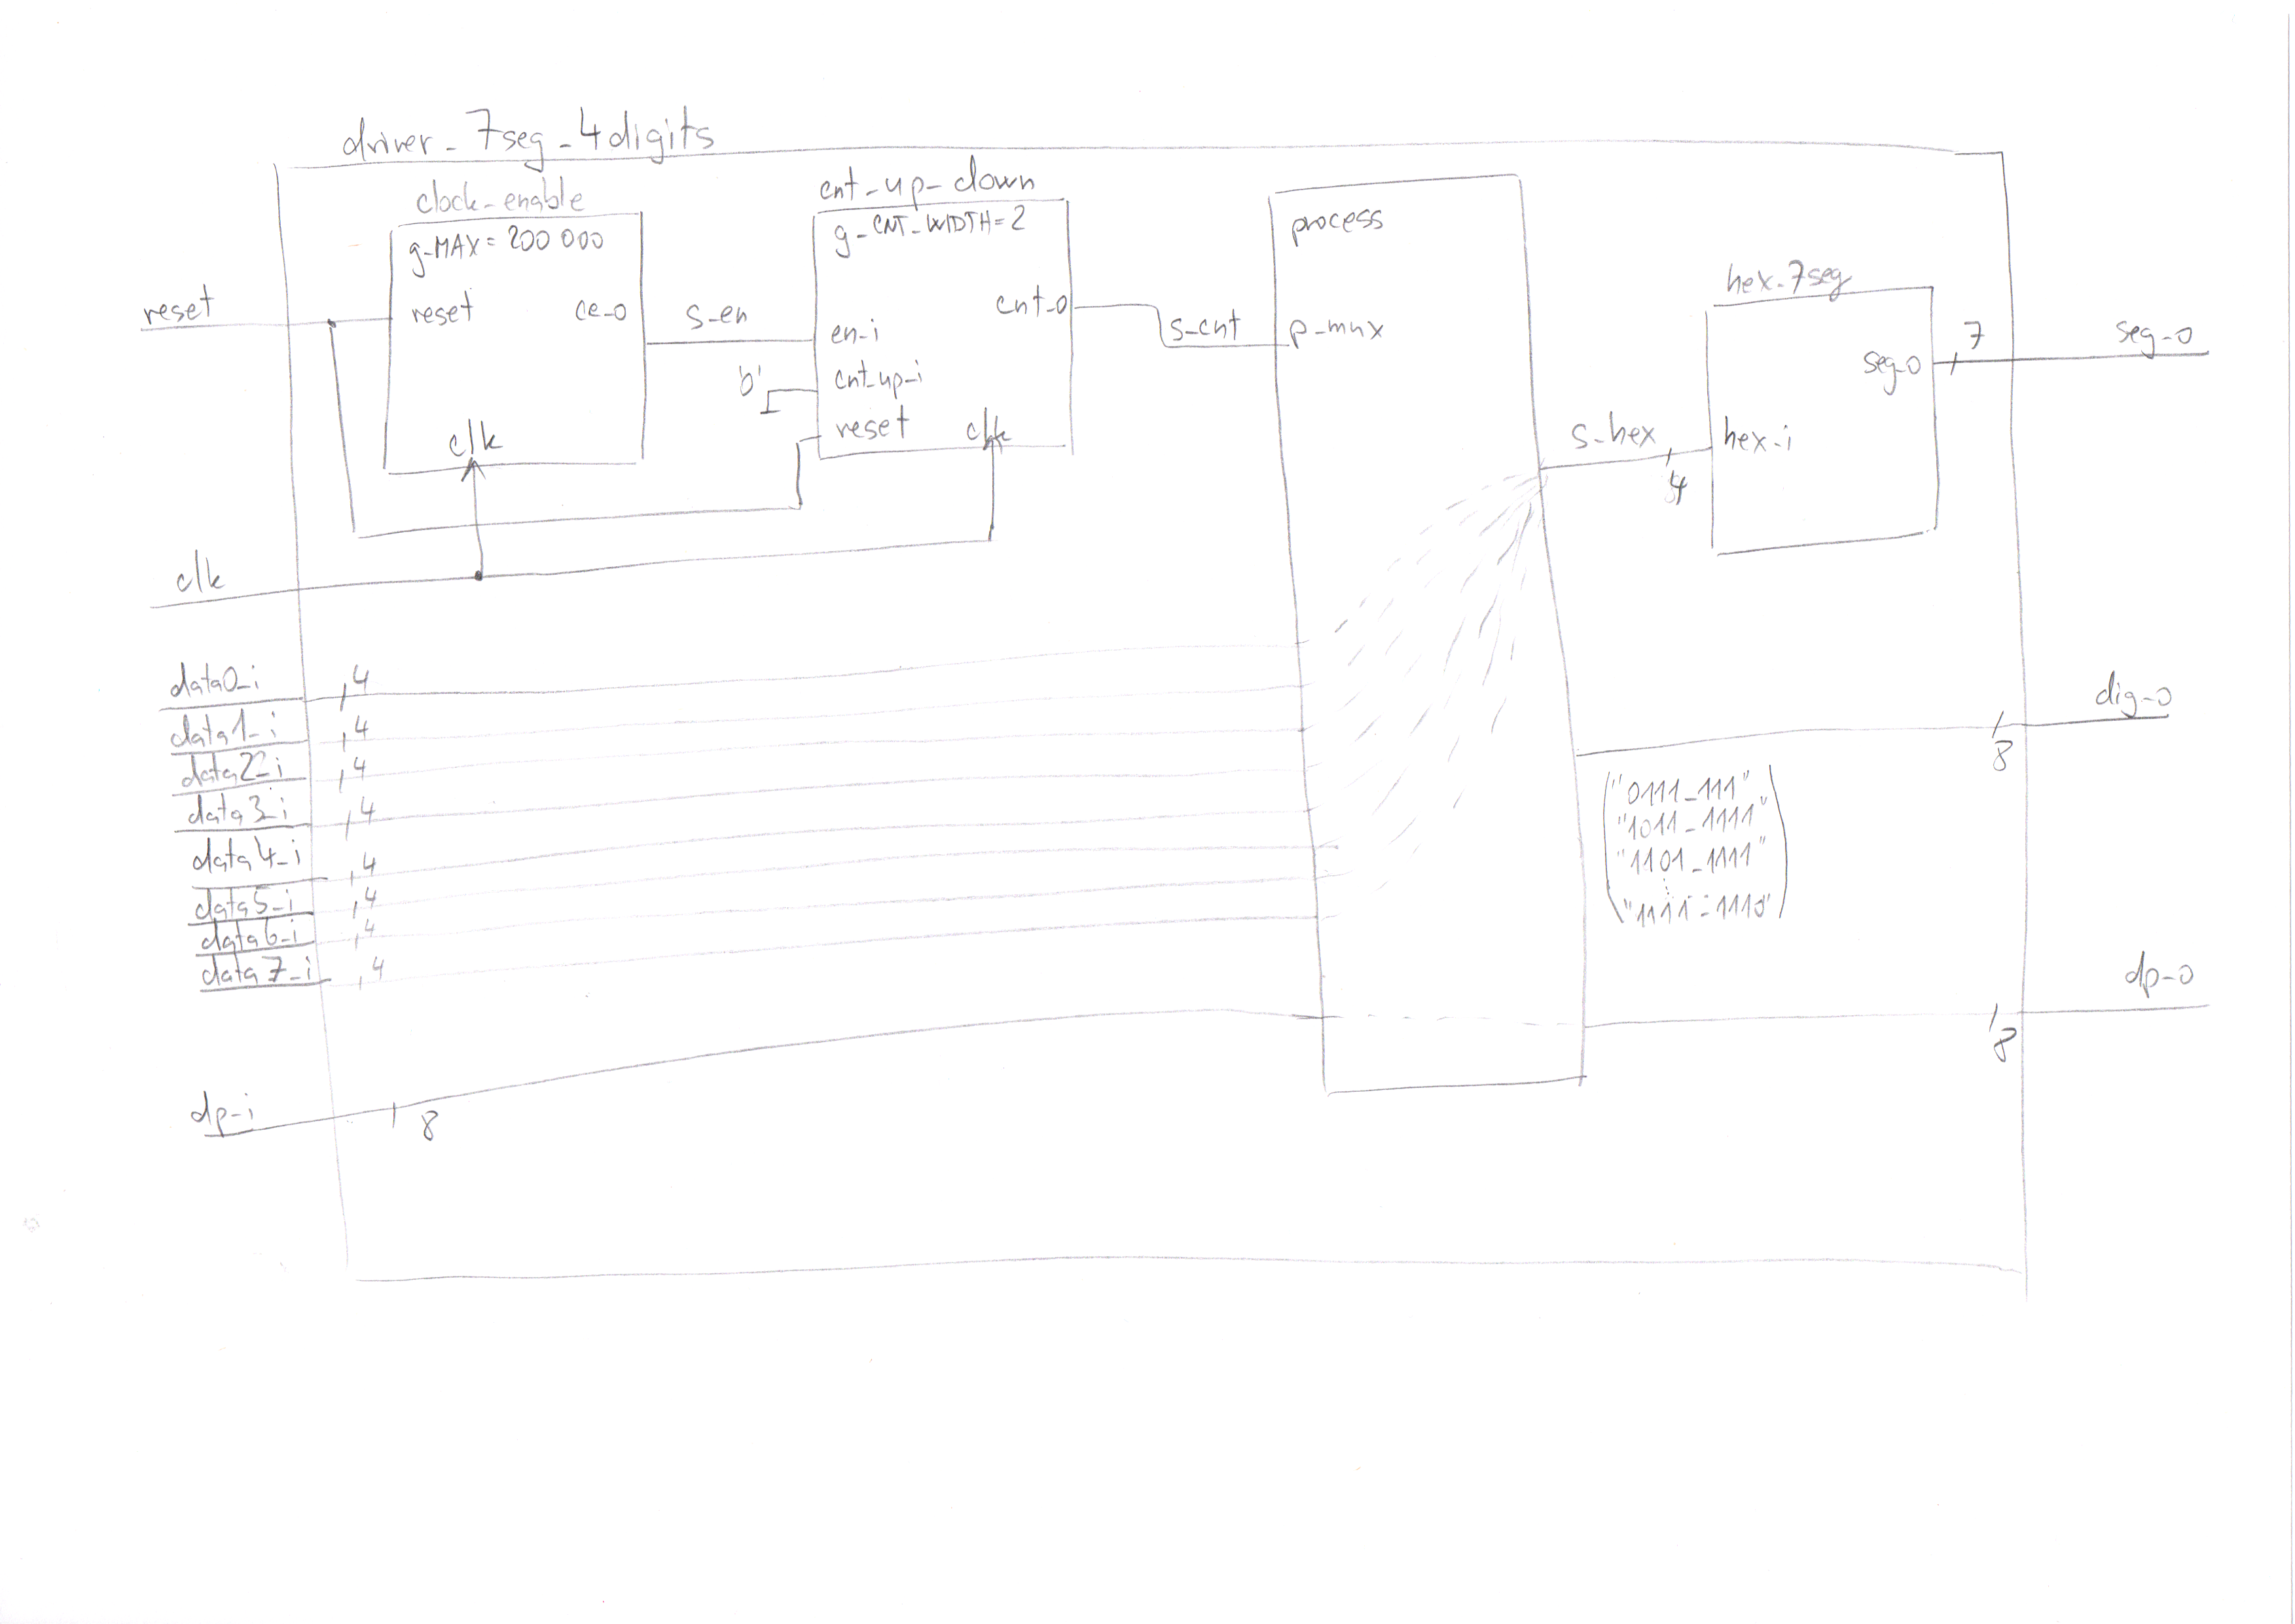 driver_7seg_4digits
clock_enable
g_MAX = 200 000
reset
ce_o
clk
cnt_up_down
g_CNT_WIDTH = 2
cnt_o
en_i
cnt_up_i
reset
clk
s_en
'0'
s_cnt
process
p_mux
s_hex
4
hex_7seg
seg_o
hex_i
7
seg_o
reset
clk
data0_i
4
data1_i
4
data2_i
4
data3_i
4
data4_i
4
data5_i
4
data6_i
4
data7_i
4
dig_o
8
"0111_111"
"1011_1111"
"1101_1111"
"1111_1110"
dp_o
8
dp_i
8